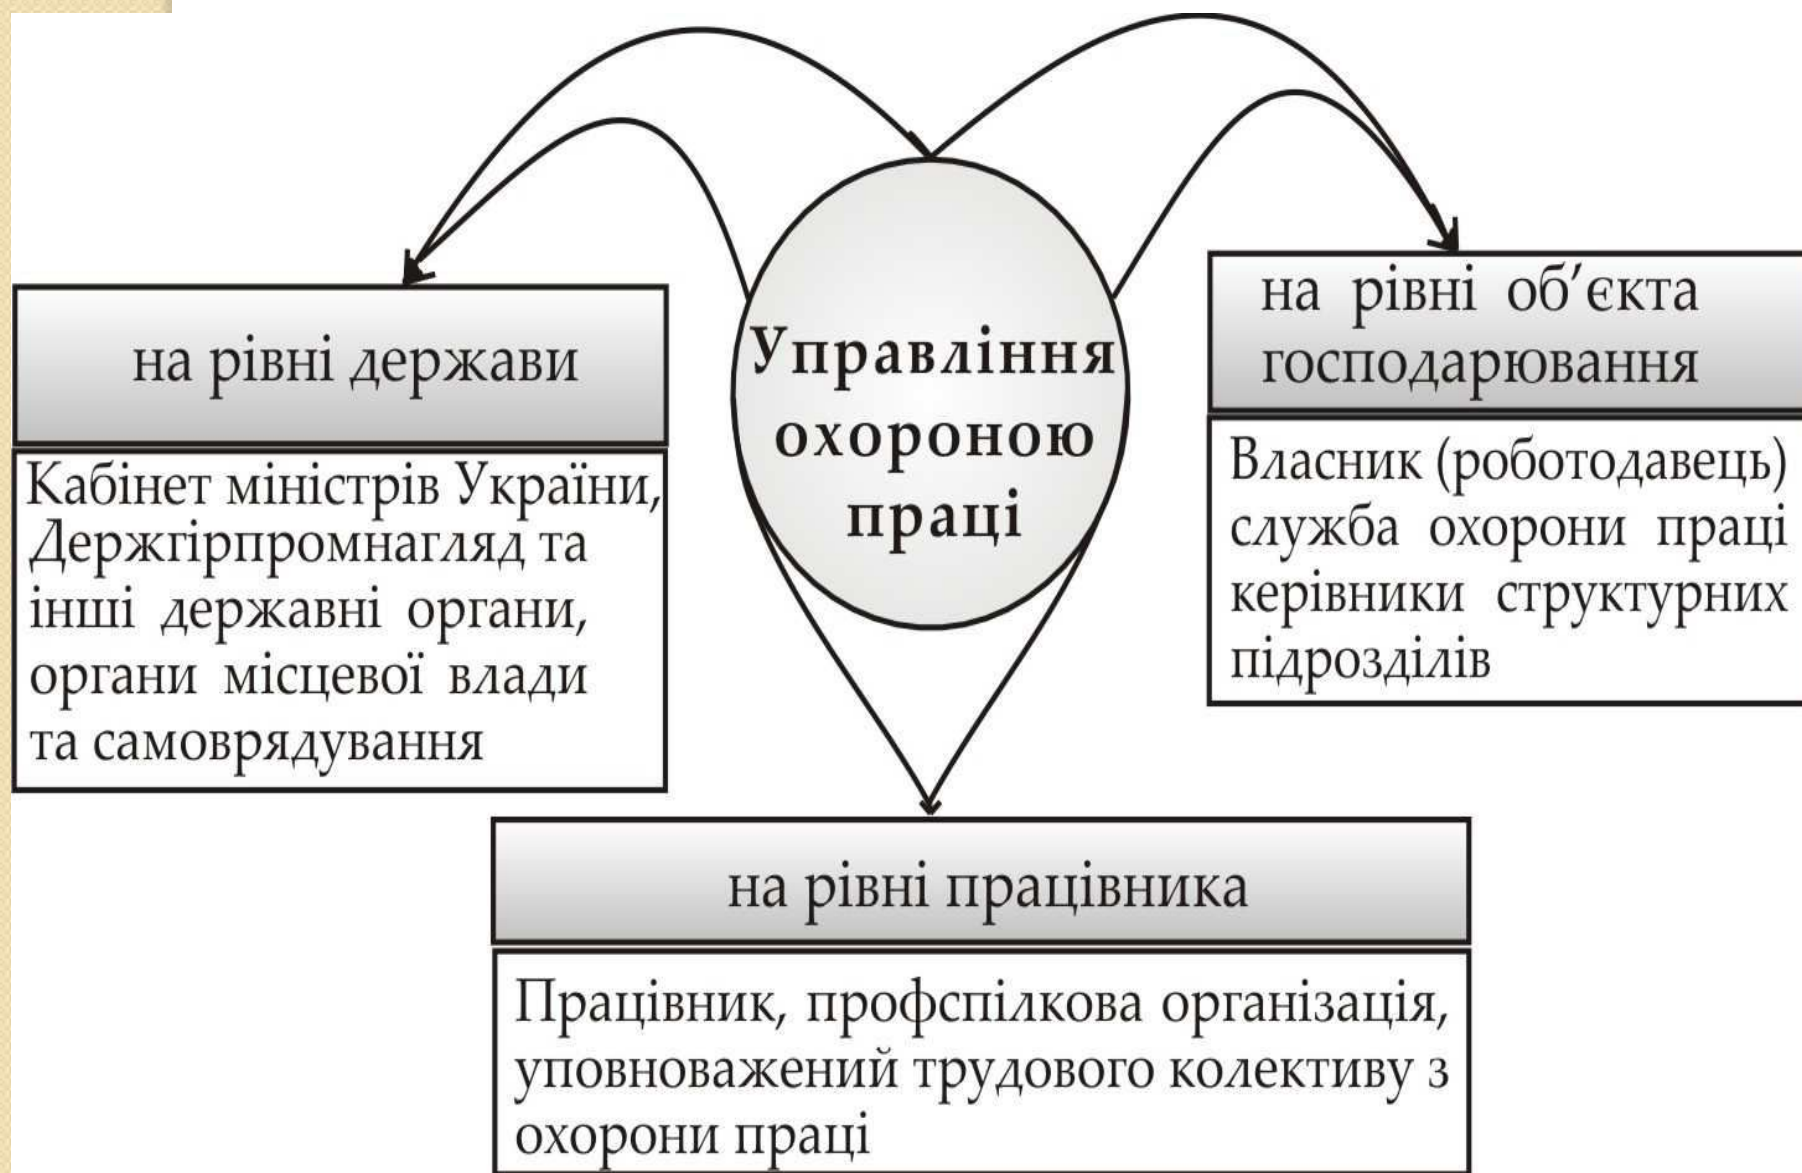 Управління
охороною
праці
на рівні держави
Кабінет міністрів України,
Держгірпромнагляд та
інші державні органи,
органи місцевої влади
та самоврядування
на рівні об’єкта
господарювання
Власник (роботодавець)
служба охорони праці
керівники структурних
підрозділів
на рівні працівника
Працівник, профспілкова організація,
уповноважений трудового колективу з
охорони праці